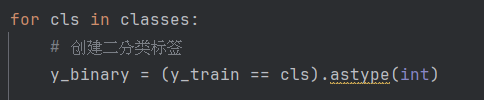 for cls in classes:
    # 创建二分类标签
    y_binary = (y_train == cls).astype(int)